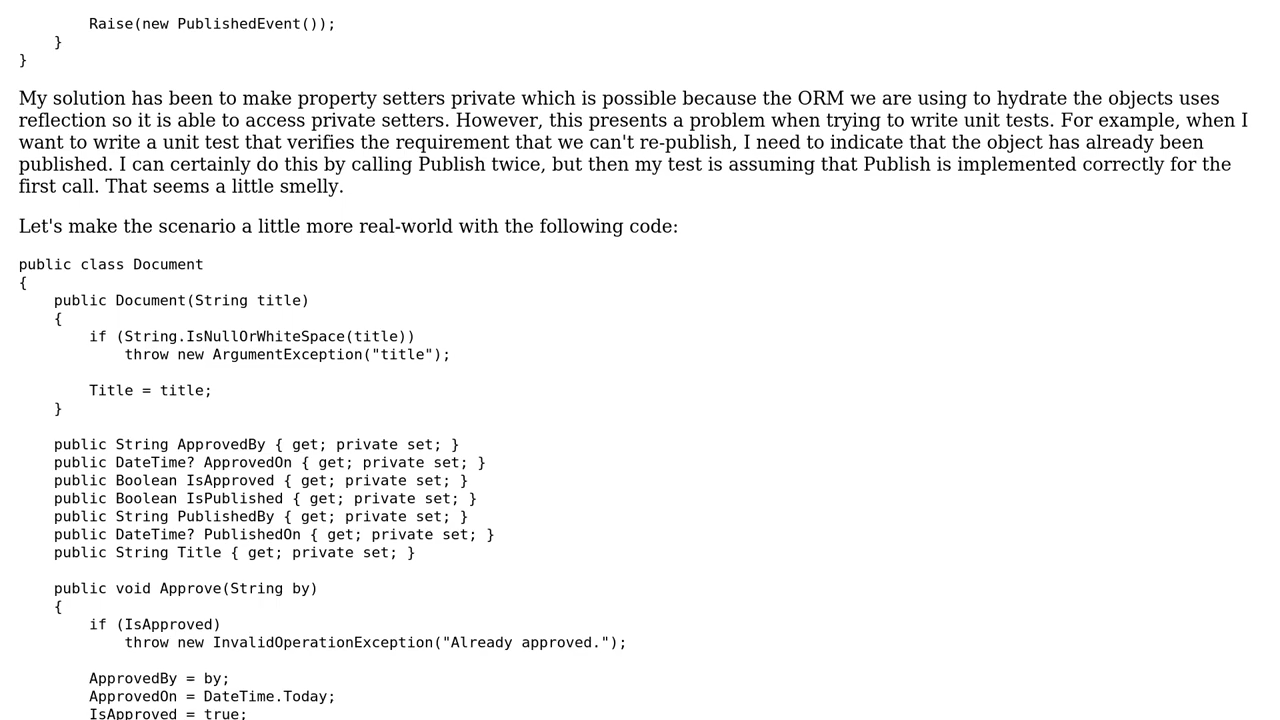 Raise(new PublishedEvent());
    }
}
My solution has been to make property setters private which is possible because the ORM we are using to hydrate the objects uses
reflection so it is able to access private setters. However, this presents a problem when trying to write unit tests. For example, when I
want to write a unit test that verifies the requirement that we can't re-publish, I need to indicate that the object has already been
published. I can certainly do this by calling Publish twice, but then my test is assuming that Publish is implemented correctly for the
first call. That seems a little smelly.
Let's make the scenario a little more real-world with the following code:
public class Document
{
    public Document(String title)
    {
        if (String.IsNullOrWhiteSpace(title))
            throw new ArgumentException("title");
        Title = title;
    }
    public String ApprovedBy { get; private set; }
    public DateTime? ApprovedOn { get; private set; }
    public Boolean IsApproved { get; private set; }
    public Boolean IsPublished { get; private set; }
    public String PublishedBy { get; private set; }
    public DateTime? PublishedOn { get; private set; }
    public String Title { get; private set; }
    public void Approve(String by)
    {
        if (IsApproved)
            throw new InvalidOperationException("Already approved.");
        ApprovedBy = by;
        ApprovedOn = DateTime.Today;
        IsApproved = true;